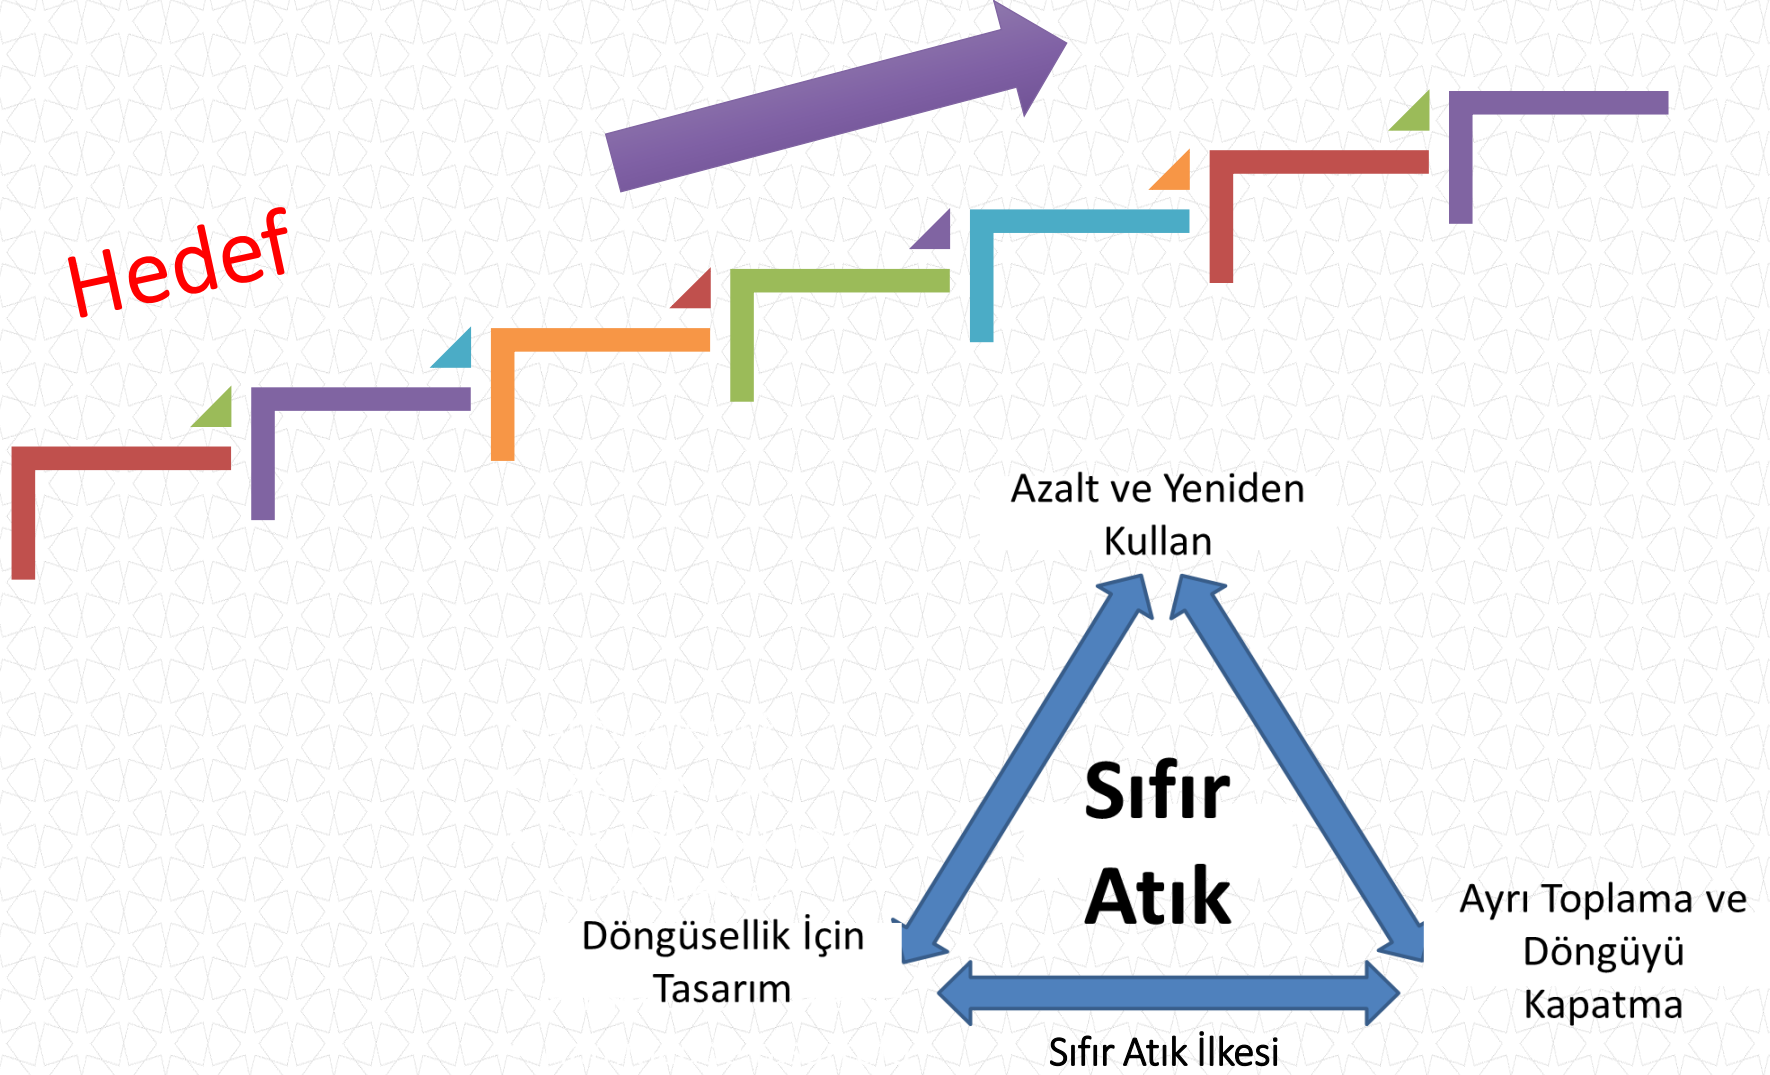 Hedef
Azalt ve Yeniden
Kullan
Sıfır
Atık
Döngüsellik İçin
Tasarım
Ayrı Toplama ve
Döngüyü
Kapatma
Sıfır Atık İlkesi